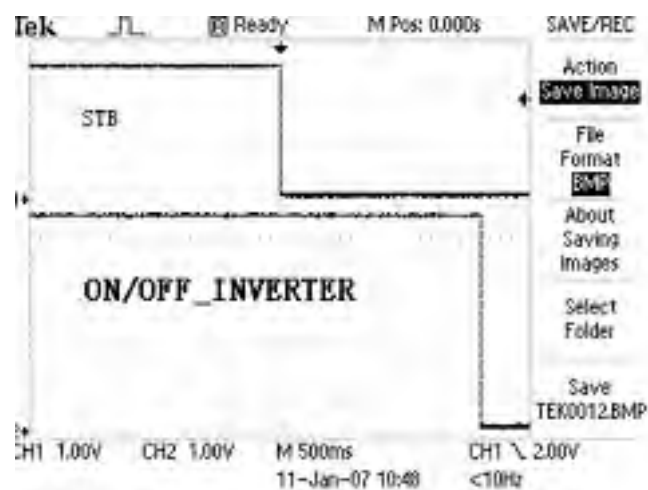 Tek Ready M Pos: 0.000s SAVE/REC
Action
Save Image
STB
File
Format
BMP
About
Saving
Images
ON/OFF_INVERTER
Select
Folder
Save
TEK0012.BMP
CH1 1.00V CH2 1.00V M 500ms CH1 2.00V
11-Jan-07 10:48 <10Hz